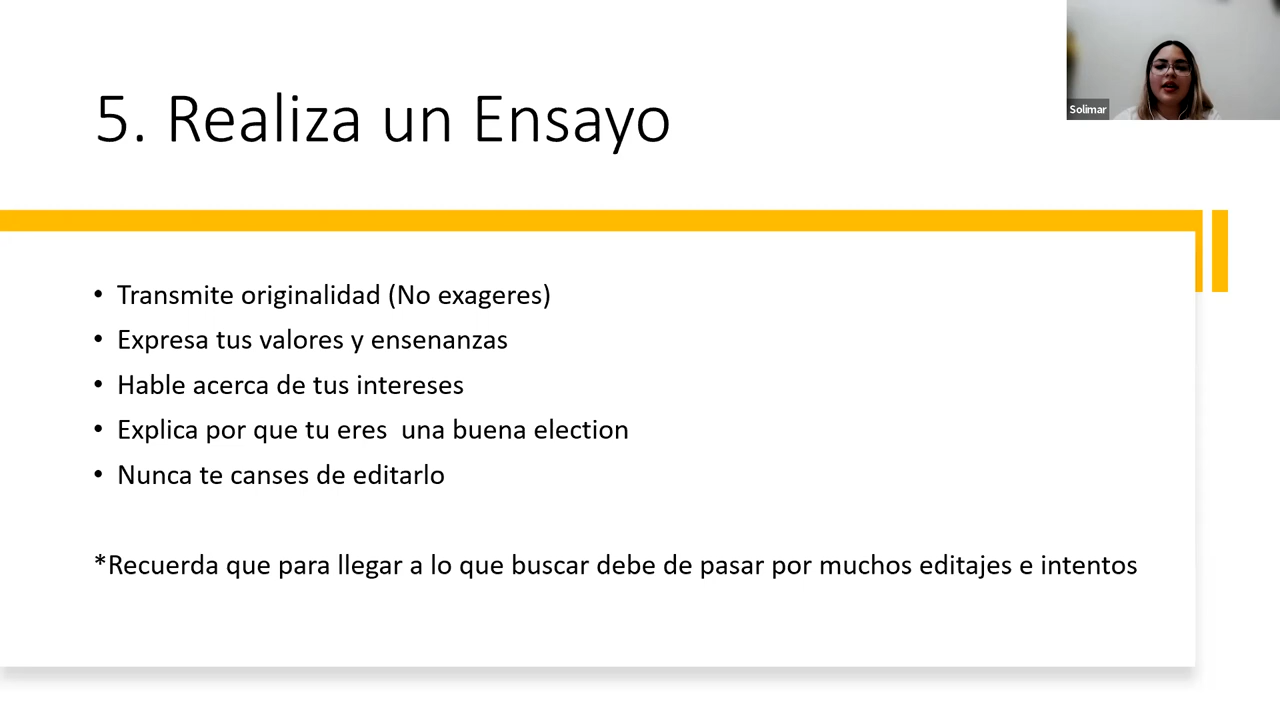 5. Realiza un Ensayo
Solimar
• Transmite originalidad (No exageres)
• Expresa tus valores y ensenanzas
• Hable acerca de tus intereses
• Explica por que tu eres  una buena election
• Nunca te canses de editarlo
*Recuerda que para llegar a lo que buscar debe de pasar por muchos editajes e intentos